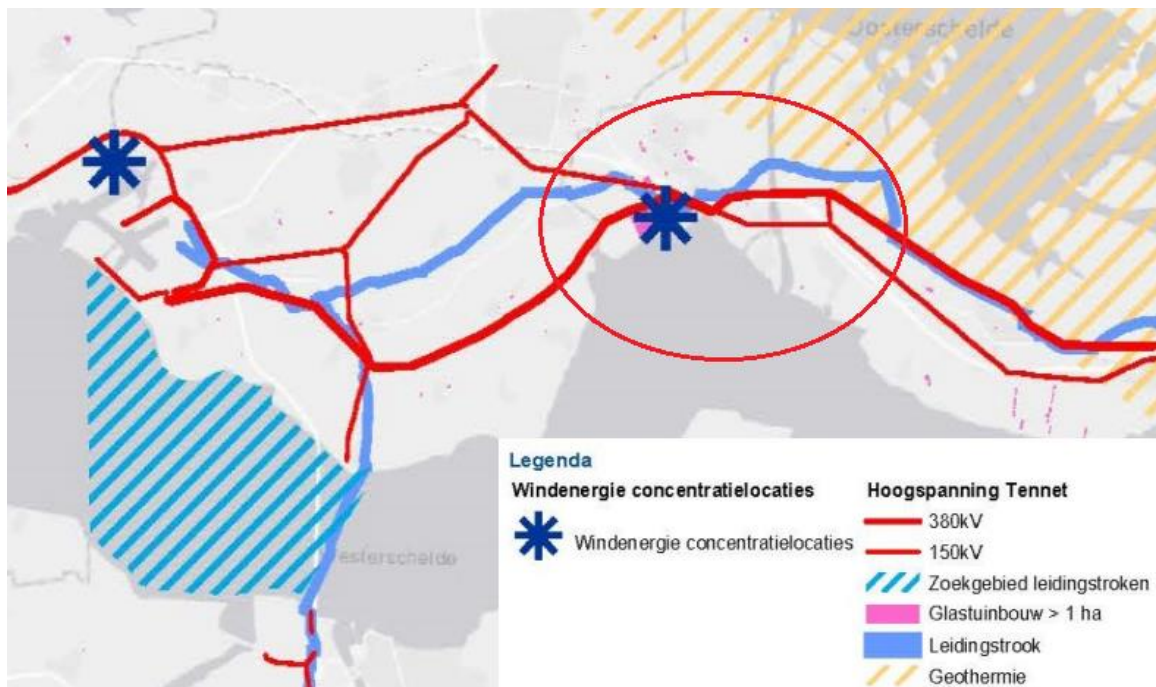 Oosterschelde
Westerschelde
Legenda
Windenergie concentratielocaties
Windenergie concentratielocaties
Hoogspanning Tennet
380kV
150kV
Zoekgebied leidingstroken
Glastuinbouw > 1 ha
Leidingstrook
Geothermie